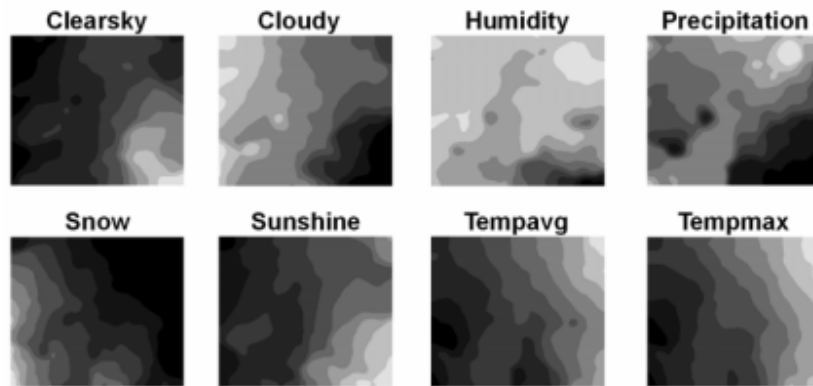 Clearsky Cloudy Humidity Precipitation
Snow Sunshine Tempavg Tempmax